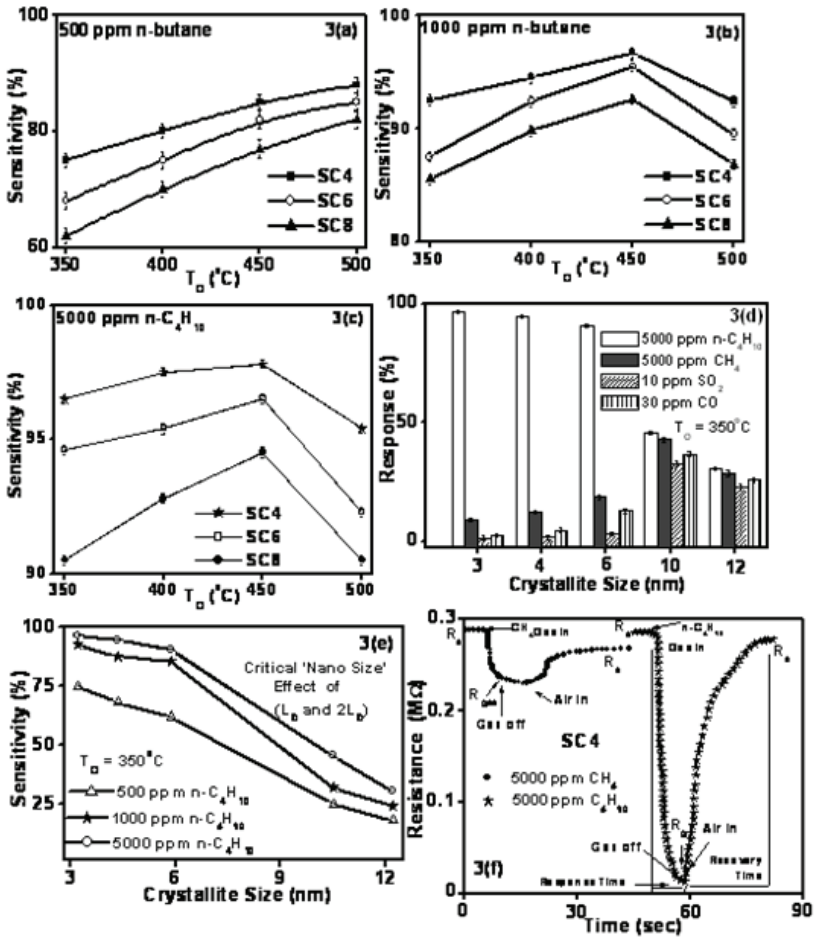 500 ppm n-butane 3(a)
100
80
60
Sensitivity (%)
SC4
SC6
SC8
350 400 450 500
T₀ (°C)
1000 ppm n-butane 3(b)
100
90
80
Sensitivity (%)
SC4
SC6
SC8
350 400 450 500
T₀ (°C)
5000 ppm n-C₄H₁₀ 3(c)
100
95
90
Sensitivity (%)
SC4
SC6
SC8
350 400 450 500
T₀ (°C)
3(d)
100
50
0
Response (%)
5000 ppm n-C₄H₁₀
5000 ppm CH₄
10 ppm SO₂
30 ppm CO
T₀ = 350°C
3 4 6 10 12
Crystallite Size (nm)
3(e)
100
75
50
25
Sensitivity (%)
Critical 'Nano Size'
Effect of
(L_D and 2L_D)
T₀ = 350°C
500 ppm n-C₄H₁₀
1000 ppm n-C₆H₁₀
5000 ppm n-C₄H₁₀
3 6 9 12
Crystallite Size (nm)
0.3
0.2
0.1
0
Resistance (MΩ)
Rₐ
CH₄ Gas in
n-C₄H₁₀
Gas in
Gas off
Air in
Rₐ
Rₐ
Rₐ
SC4
5000 ppm CH₆
5000 ppm C₆H₁₀
Gas off
Air in
3(f)
Response Time
Recovery
Time
0 30 60 90
Time (sec)